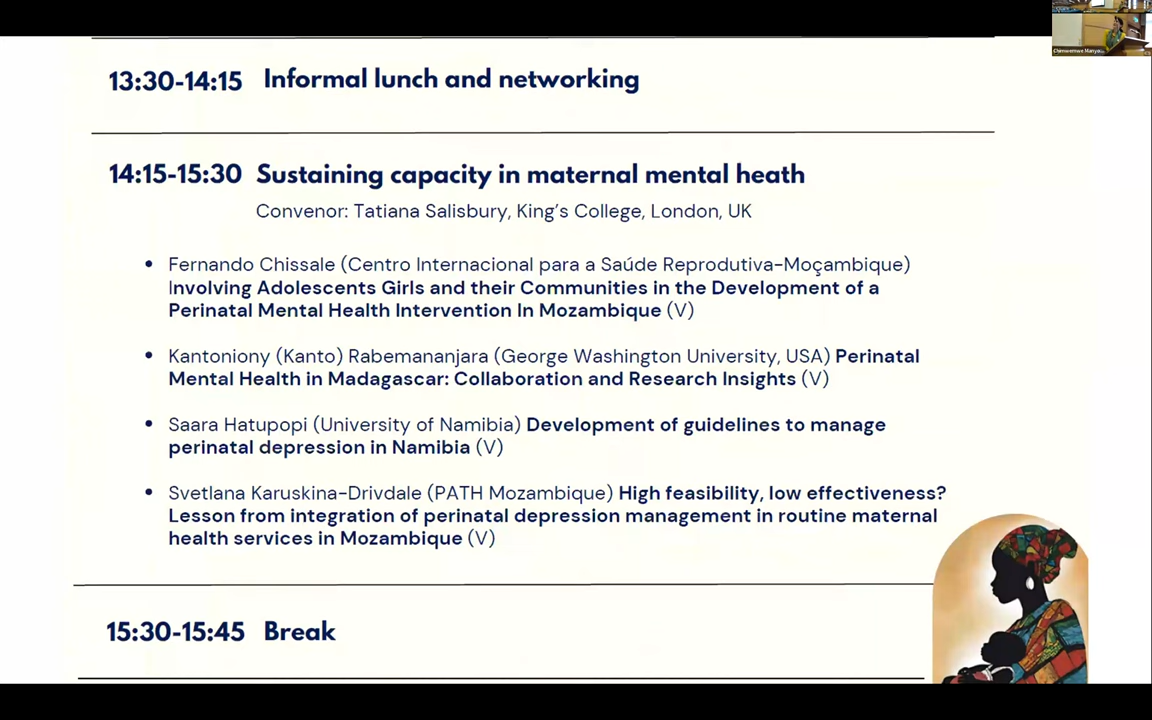 13:30-14:15 Informal lunch and networking
14:15-15:30 Sustaining capacity in maternal mental heath
Convenor: Tatiana Salisbury, King's College, London, UK
• Fernando Chissale (Centro Internacional para a Saúde Reprodutiva-Moçambique)
Involving Adolescents Girls and their Communities in the Development of a
Perinatal Mental Health Intervention In Mozambique (V)
• Kantoniony (Kanto) Rabemananjara (George Washington University, USA) Perinatal
Mental Health in Madagascar: Collaboration and Research Insights (V)
• Saara Hatupopi (University of Namibia) Development of guidelines to manage
perinatal depression in Namibia (V)
• Svetlana Karuskina-Drivdale (PATH Mozambique) High feasibility, low effectiveness?
Lesson from integration of perinatal depression management in routine maternal
health services in Mozambique (V)
15:30-15:45 Break